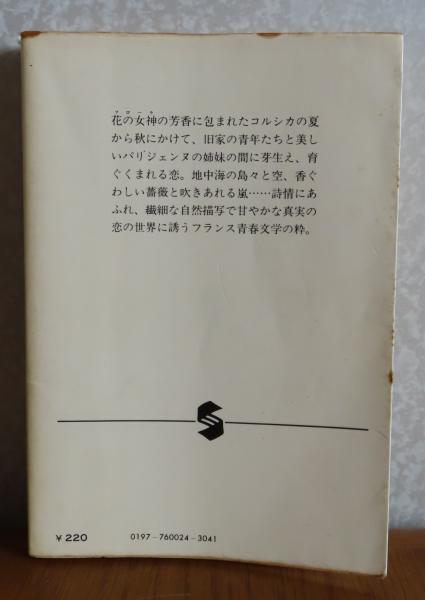 フローラ
花の女神の芳香に包まれたコルシカの夏
から秋にかけて、旧家の青年たちと美し
いパリジェンヌの姉妹の間に芽生え、育
ぐくまれる恋。地中海の島々と空、香ぐ
わしい薔薇と吹きあれる嵐……詩情にあ
ふれ、繊細な自然描写で甘やかな真実の
恋の世界に誘うフランス青春文学の粋。
¥220
0197-760024-3041